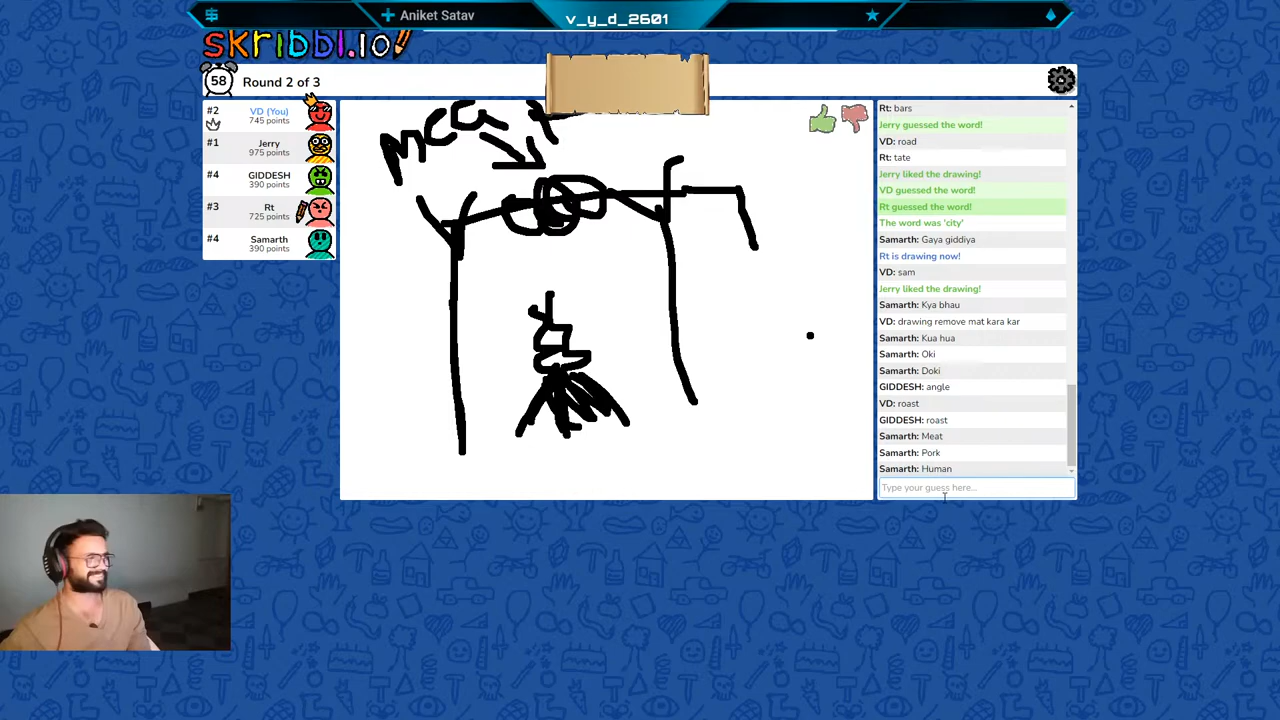 Aniket Satav
v_y_d_2601
skribbl.io
58
Round 2 of 3
#2
VD (You)
745 points
#1
Jerry
975 points
#4
GIDDESH
390 points
#3
Rt
725 points
#4
Samarth
390 points
Rt: bars
Jerry guessed the word!
VD: road
Rt: tate
Jerry liked the drawing!
VD guessed the word!
Rt guessed the word!
The word was 'city'
Samarth: Gaya giddiya
Rt is drawing now!
VD: sam
Jerry liked the drawing!
Samarth: Kya bhau
VD: drawing remove mat kara kar
Samarth: Kua hua
Samarth: Oki
Samarth: Doki
GIDDESH: angle
VD: roast
GIDDESH: roast
Samarth: Meat
Samarth: Pork
Samarth: Human
Type your guess here...